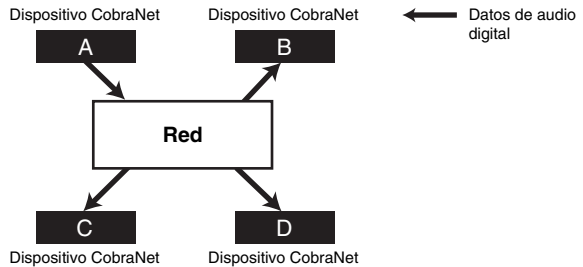 Dispositivo CobraNet
Dispositivo CobraNet
Datos de audio
digital
A
B
Red
C
D
Dispositivo CobraNet
Dispositivo CobraNet